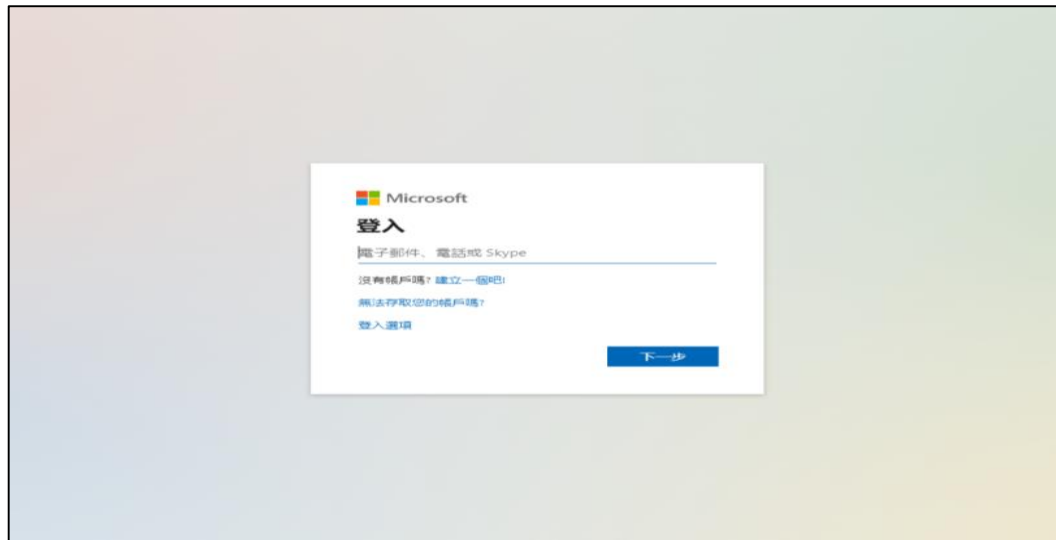 Microsoft
登入
電子郵件、電話或 Skype
沒有帳戶嗎? 建立一個吧!
無法存取您的帳戶嗎?
登入選項
下一步